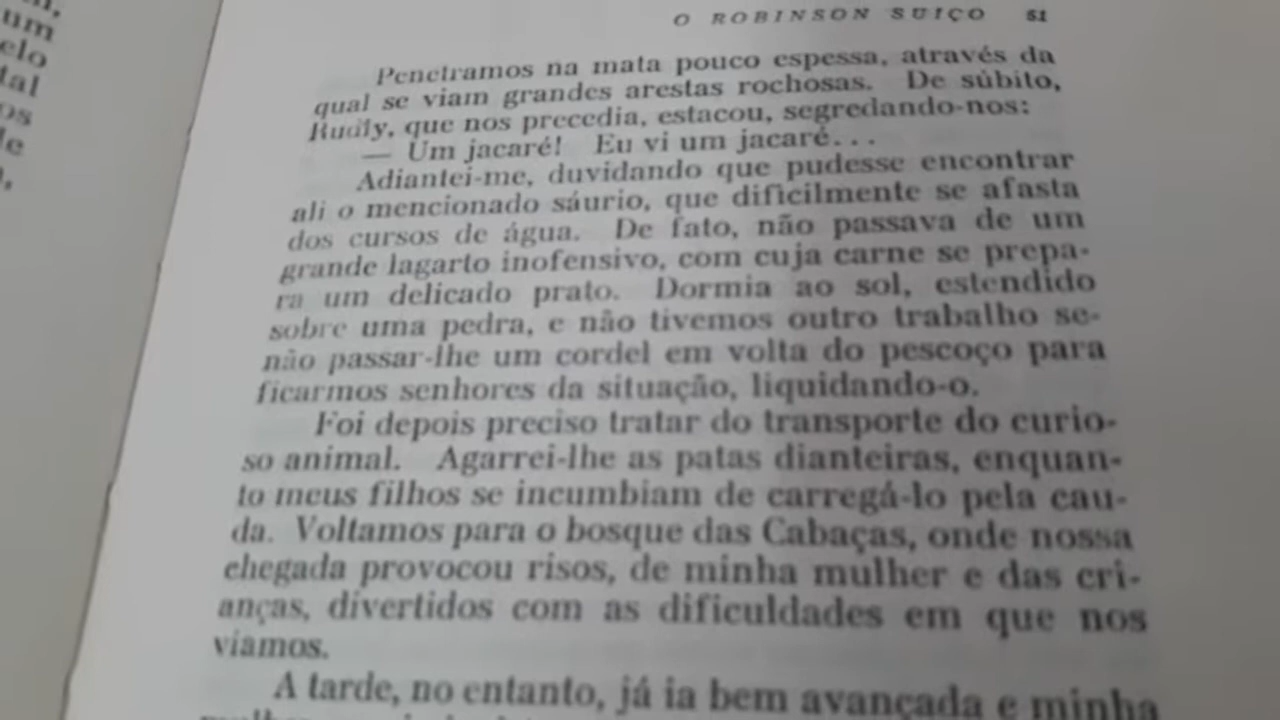 um
elo
tal
os
de
O ROBINSON SUIÇO 51
Penetramos na mata pouco espessa, através da
qual se viam grandes arestas rochosas. De súbito,
Rudly, que nos precedia, estacou, segredando-nos:
— Um jacaré! Eu vi um jacaré...
Adiantei-me, duvidando que pudesse encontrar
ali o mencionado sáurio, que dificilmente se afasta
dos cursos de água. De fato, não passava de um
grande lagarto inofensivo, com cuja carne se prepa-
ra um delicado prato. Dormia ao sol, estendido
sobre uma pedra, e não tivemos outro trabalho se-
não passar-lhe um cordel em volta do pescoço para
ficarmos senhores da situação, liquidando-o.
Foi depois preciso tratar do transporte do curio-
so animal. Agarrei-lhe as patas dianteiras, enquan-
to meus filhos se incumbiam de carregá-lo pela cau-
da. Voltamos para o bosque das Cabaças, onde nossa
chegada provocou risos, de minha mulher e das cri-
anças, divertidos com as dificuldades em que nos
viamos.
A tarde, no entanto, já ia bem avançada e minha